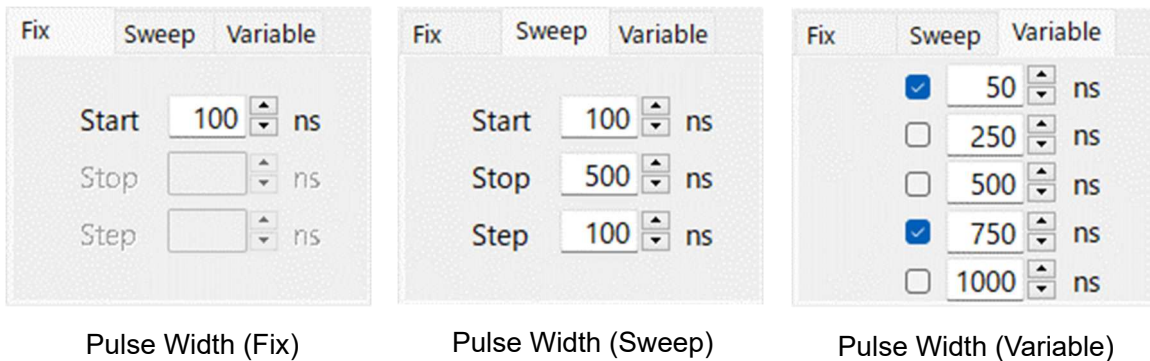 Fix Sweep Variable
Start 100 ns
Stop ns
Step ns
Pulse Width (Fix)
Fix Sweep Variable
Start 100 ns
Stop 500 ns
Step 100 ns
Pulse Width (Sweep)
Fix Sweep Variable
50 ns
250 ns
500 ns
750 ns
1000 ns
Pulse Width (Variable)